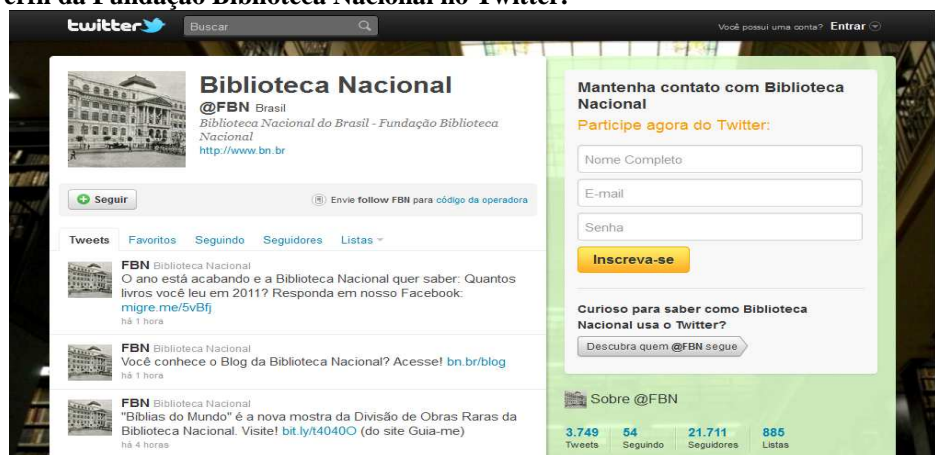 erfil da Fundação Biblioteca Nacional no Twitter:
twitter
Buscar
Você possui uma conta? Entrar
Biblioteca Nacional
@FBN Brasil
Biblioteca Nacional do Brasil - Fundação Biblioteca
Nacional
http://www.bn.br
Seguir
Envie follow FBN para código da operadora
Tweets Favoritos Seguindo Seguidores Listas
FBN Biblioteca Nacional
O ano está acabando e a Biblioteca Nacional quer saber: Quantos
livros você leu em 2011? Responda em nosso Facebook:
migre.me/5vBfj
há 1 hora
FBN Biblioteca Nacional
Você conhece o Blog da Biblioteca Nacional? Acesse! bn.br/blog
há 1 hora
FBN Biblioteca Nacional
"Bíblias do Mundo" é a nova mostra da Divisão de Obras Raras da
Biblioteca Nacional. Visite! bit.ly/t4040O (do site Guia-me)
há 4 horas
Mantenha contato com Biblioteca
Nacional
Participe agora do Twitter:
Nome Completo
E-mail
Senha
Inscreva-se
Curioso para saber como Biblioteca
Nacional usa o Twitter?
Descubra quem @FBN segue
Sobre @FBN
3.749 54 21.711 885
Tweets Seguindo Seguidores Listas